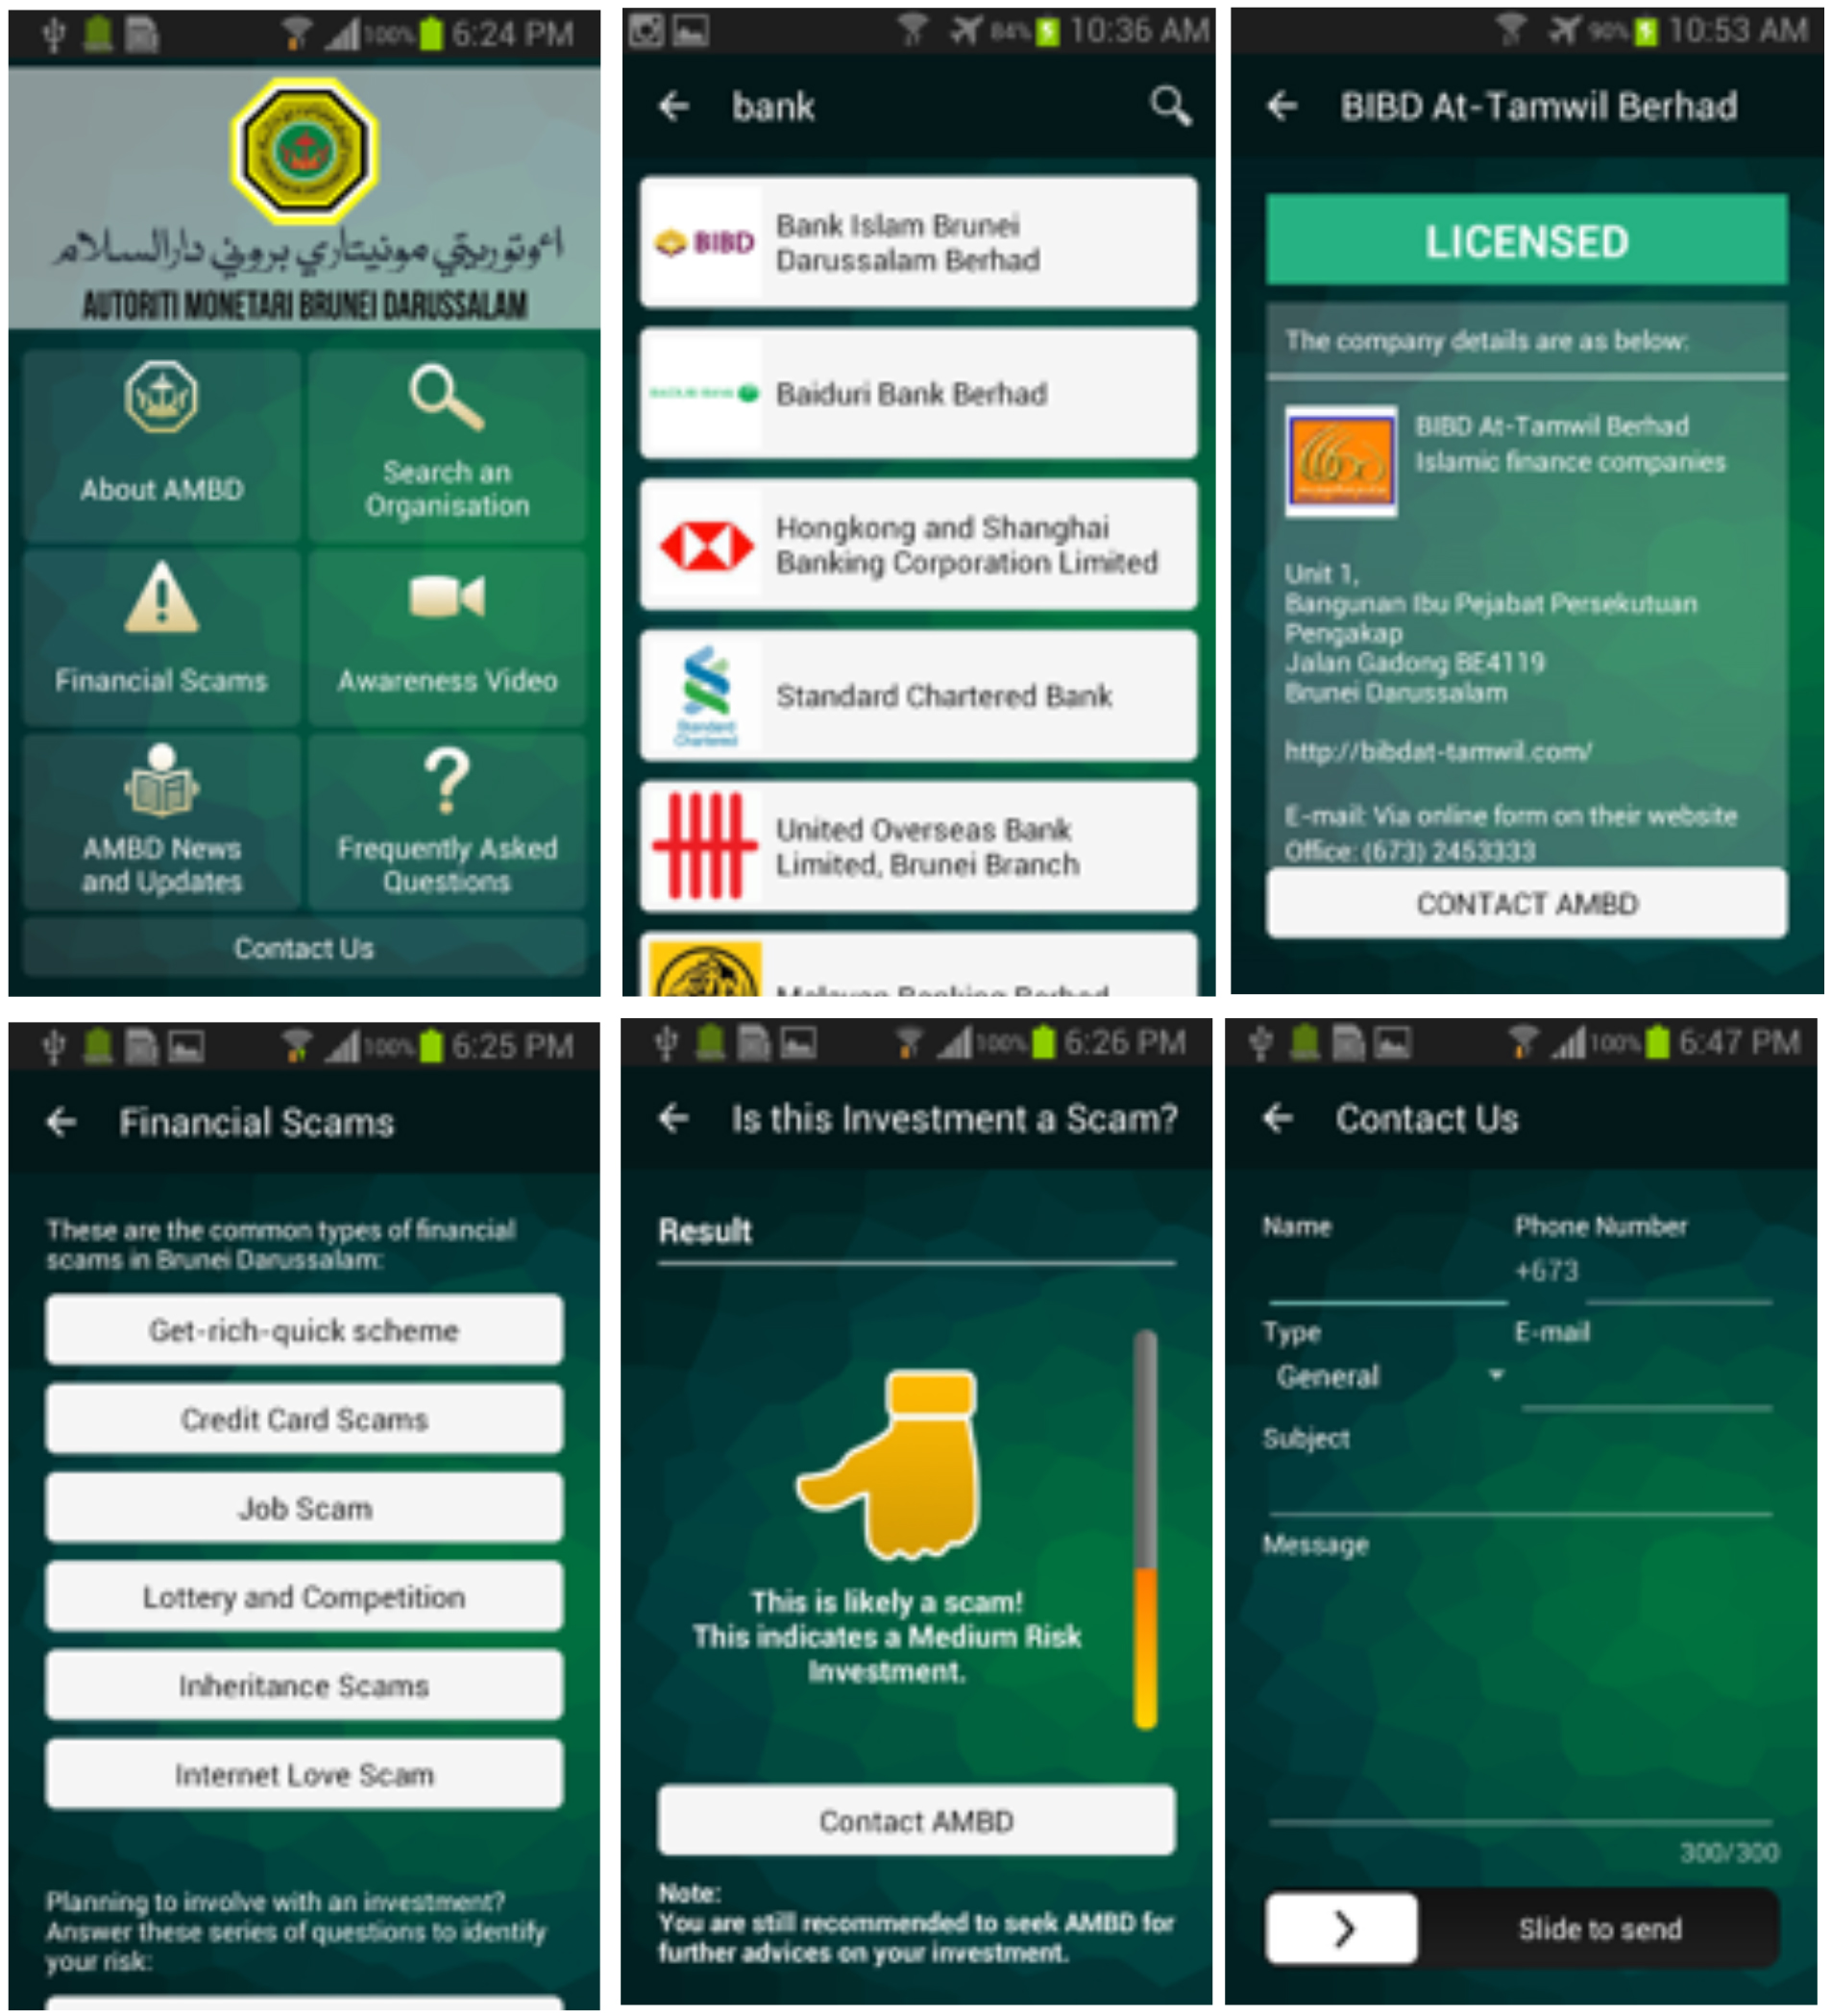 100% 6:24 PM
اءوتوريتي مونيتاري بروني دارالسلام
AUTORITI MONETARI BRUNEI DARUSSALAM
About AMBD
Search an
Organisation
Financial Scams
Awareness Video
AMBD News
and Updates
Frequently Asked
Questions
Contact Us
84% 10:36 AM
bank
BIBD
Bank Islam Brunei
Darussalam Berhad
Baiduri Bank Berhad
Hongkong and Shanghai
Banking Corporation Limited
Standard
Chartered
Standard Chartered Bank
United Overseas Bank
Limited, Brunei Branch
Malayan Banking Berhad
90% 10:53 AM
BIBD At-Tamwil Berhad
LICENSED
The company details are as below:
BIBD At-Tamwil Berhad
Islamic finance companies
Unit 1,
Bangunan Ibu Pejabat Persekutuan
Pengakap
Jalan Gadong BE4119
Brunei Darussalam
http://bibdat-tamwil.com/
E-mail: Via online form on their website
Office: (673) 2453333
CONTACT AMBD
100% 6:25 PM
Financial Scams
These are the common types of financial
scams in Brunei Darussalam:
Get-rich-quick scheme
Credit Card Scams
Job Scam
Lottery and Competition
Inheritance Scams
Internet Love Scam
Planning to involve with an investment?
Answer these series of questions to identify
your risk:
100% 6:26 PM
Is this Investment a Scam?
Result
This is likely a scam!
This indicates a Medium Risk
Investment.
Contact AMBD
Note:
You are still recommended to seek AMBD for
further advices on your investment.
100% 6:47 PM
Contact Us
Name
Phone Number
+673
Type
E-mail
General
Subject
Message
300/300
Slide to send